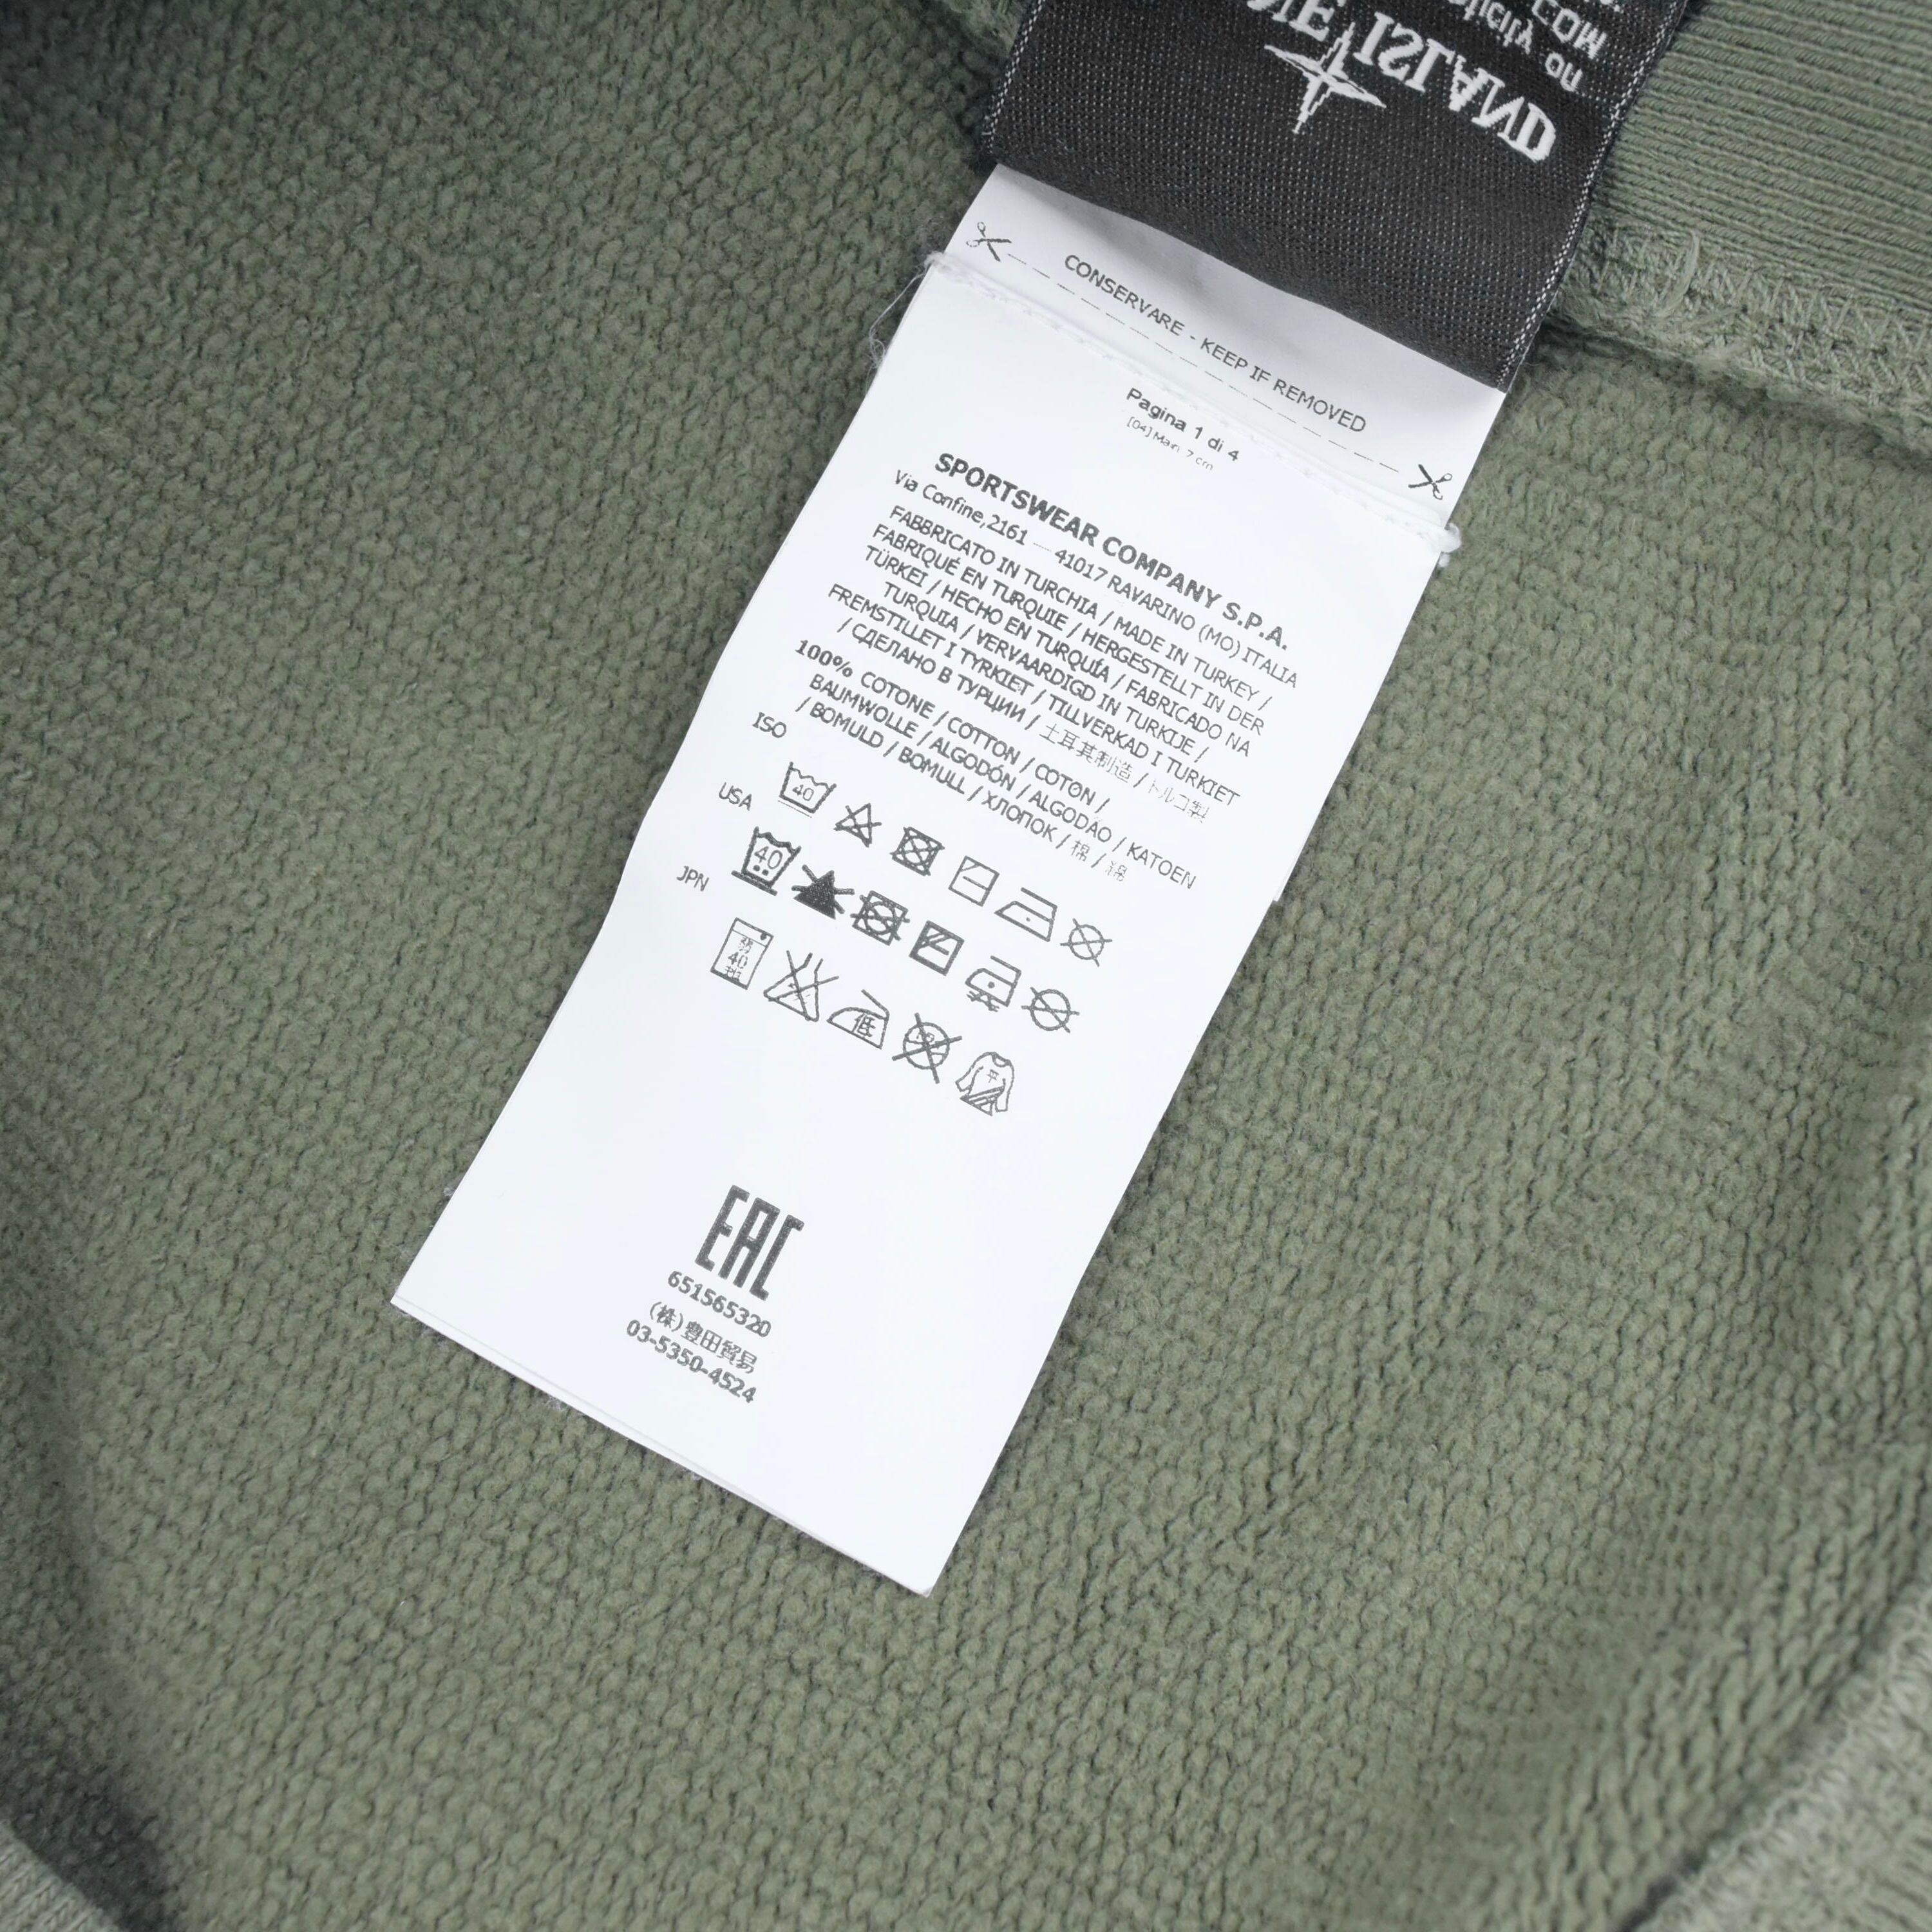 ISLAND
CONSERVARE - KEEP IF REMOVED
Pagina 1 di 4
SPORTSWEAR COMPANY S.P.A.
Via Confine,2161 — 41017 RAVARINO (MO) ITALIA
FABBRICATO IN TURCHIA / MADE IN TURKEY /
FABRIQUÉ EN TURQUIE / HERGESTELLT IN DER
TÜRKEI / HECHO EN TURQUÍA / FABRICADO NA
TURQUIA / VERVAARDIGD IN TURKIJE /
FREMSTILLET I TYRKIET / TILLVERKAD I TURKIET
/ СДЕЛАНО В ТУРЦИИ / 土耳其制造 / トルコ製
100% COTONE / COTTON / COTON /
BAUMWOLLE / ALGODÓN / ALGODÃO / KATOEN
/ BOMULD / BOMULL / ХЛОПОК / 棉 / 綿
ISO
40
USA
40
JPN
40
低
平
EAC
651565320
(株)豊田貿易
03-5350-4524